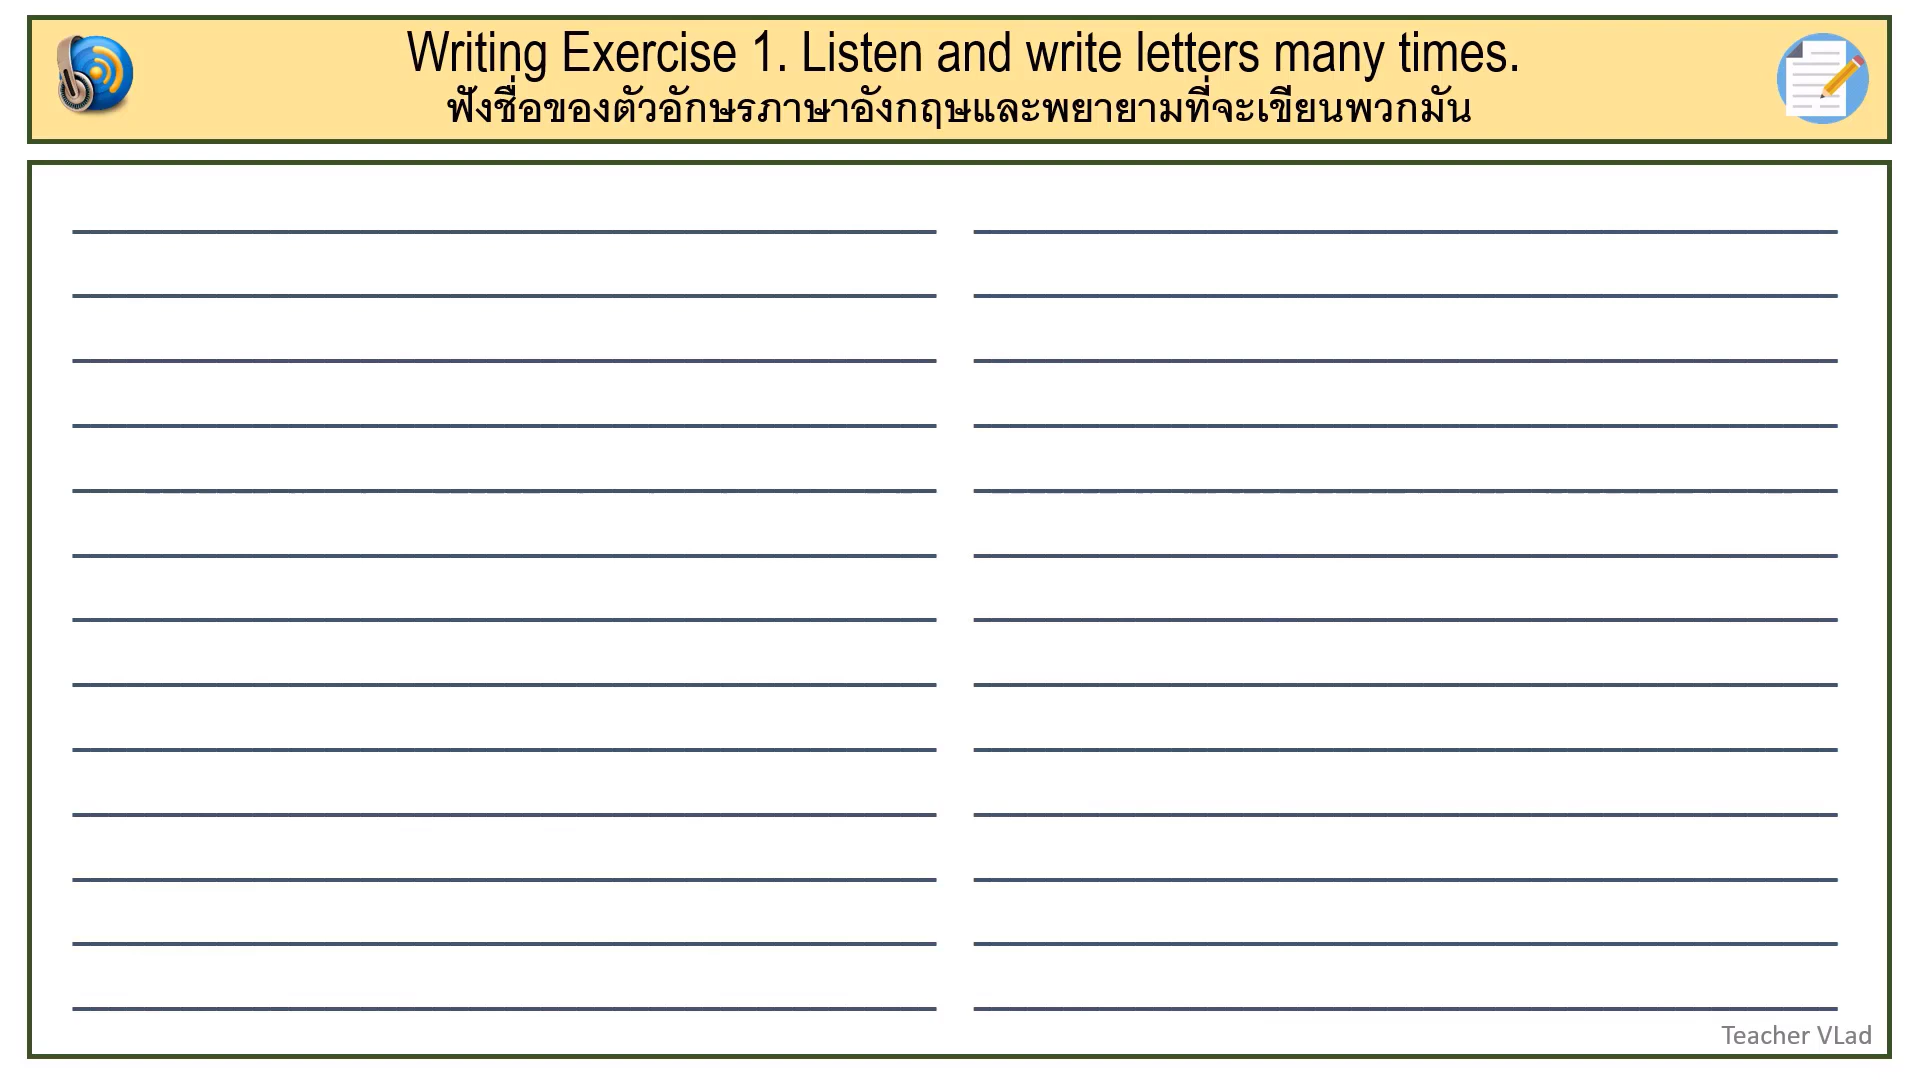 Writing Exercise 1. Listen and write letters many times.
ฟังชื่อของตัวอักษรภาษาอังกฤษและพยายามที่จะเขียนพวกมัน
Teacher VLad